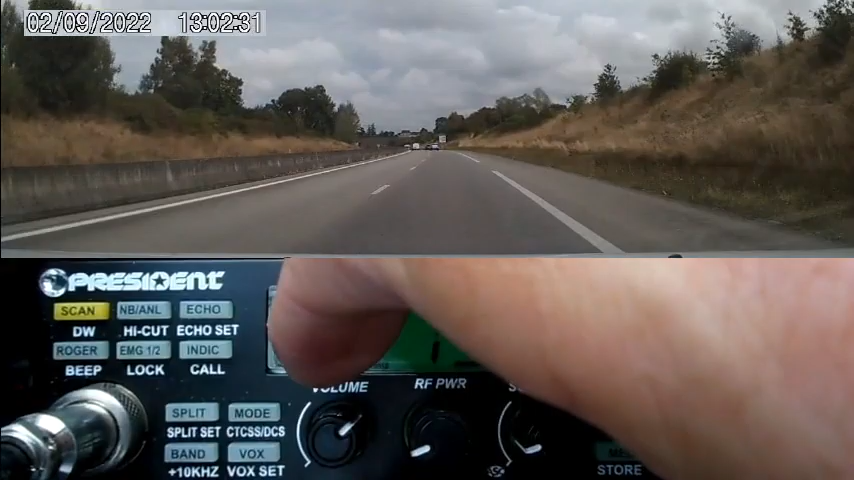 02/09/2022 13:02:31
PRESIDENT
SCAN NB/ANL ECHO
DW HI-CUT ECHO SET
ROGER EMG 1/2 INDIC
BEEP LOCK CALL
SPLIT MODE
SPLIT SET CTCSS/DCS
BAND VOX
+10KHZ VOX SET
VOLUME RF PWR
STORE